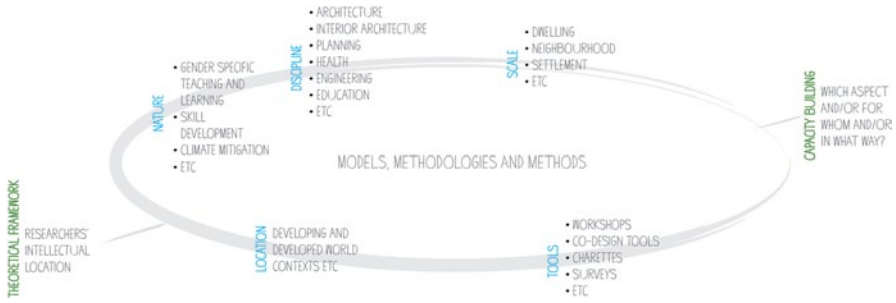 DISCIPLINE
• ARCHITECTURE
• INTERIOR ARCHITECTURE
• PLANNING
• HEALTH
• ENGINEERING
• EDUCATION
• ETC
SCALE
• DWELLING
• NEIGHBOURHOOD
• SETTLEMENT
• ETC
NATURE
• GENDER SPECIFIC
TEACHING AND
LEARNING
• SKILL
DEVELOPMENT
• CLIMATE MITIGATION
• ETC
CAPACITY BUILDING
WHICH ASPECT
AND/OR FOR
WHOM AND/OR
IN WHAT WAY?
MODELS, METHODOLOGIES AND METHODS
THEORETICAL FRAMEWORK
RESEARCHERS'
INTELLECTUAL
LOCATION
LOCATION
DEVELOPING AND
DEVELOPED WORLD
CONTEXTS ETC
TOOLS
• WORKSHOPS
• CO-DESIGN TOOLS
• CHARETTES
• SURVEYS
• ETC